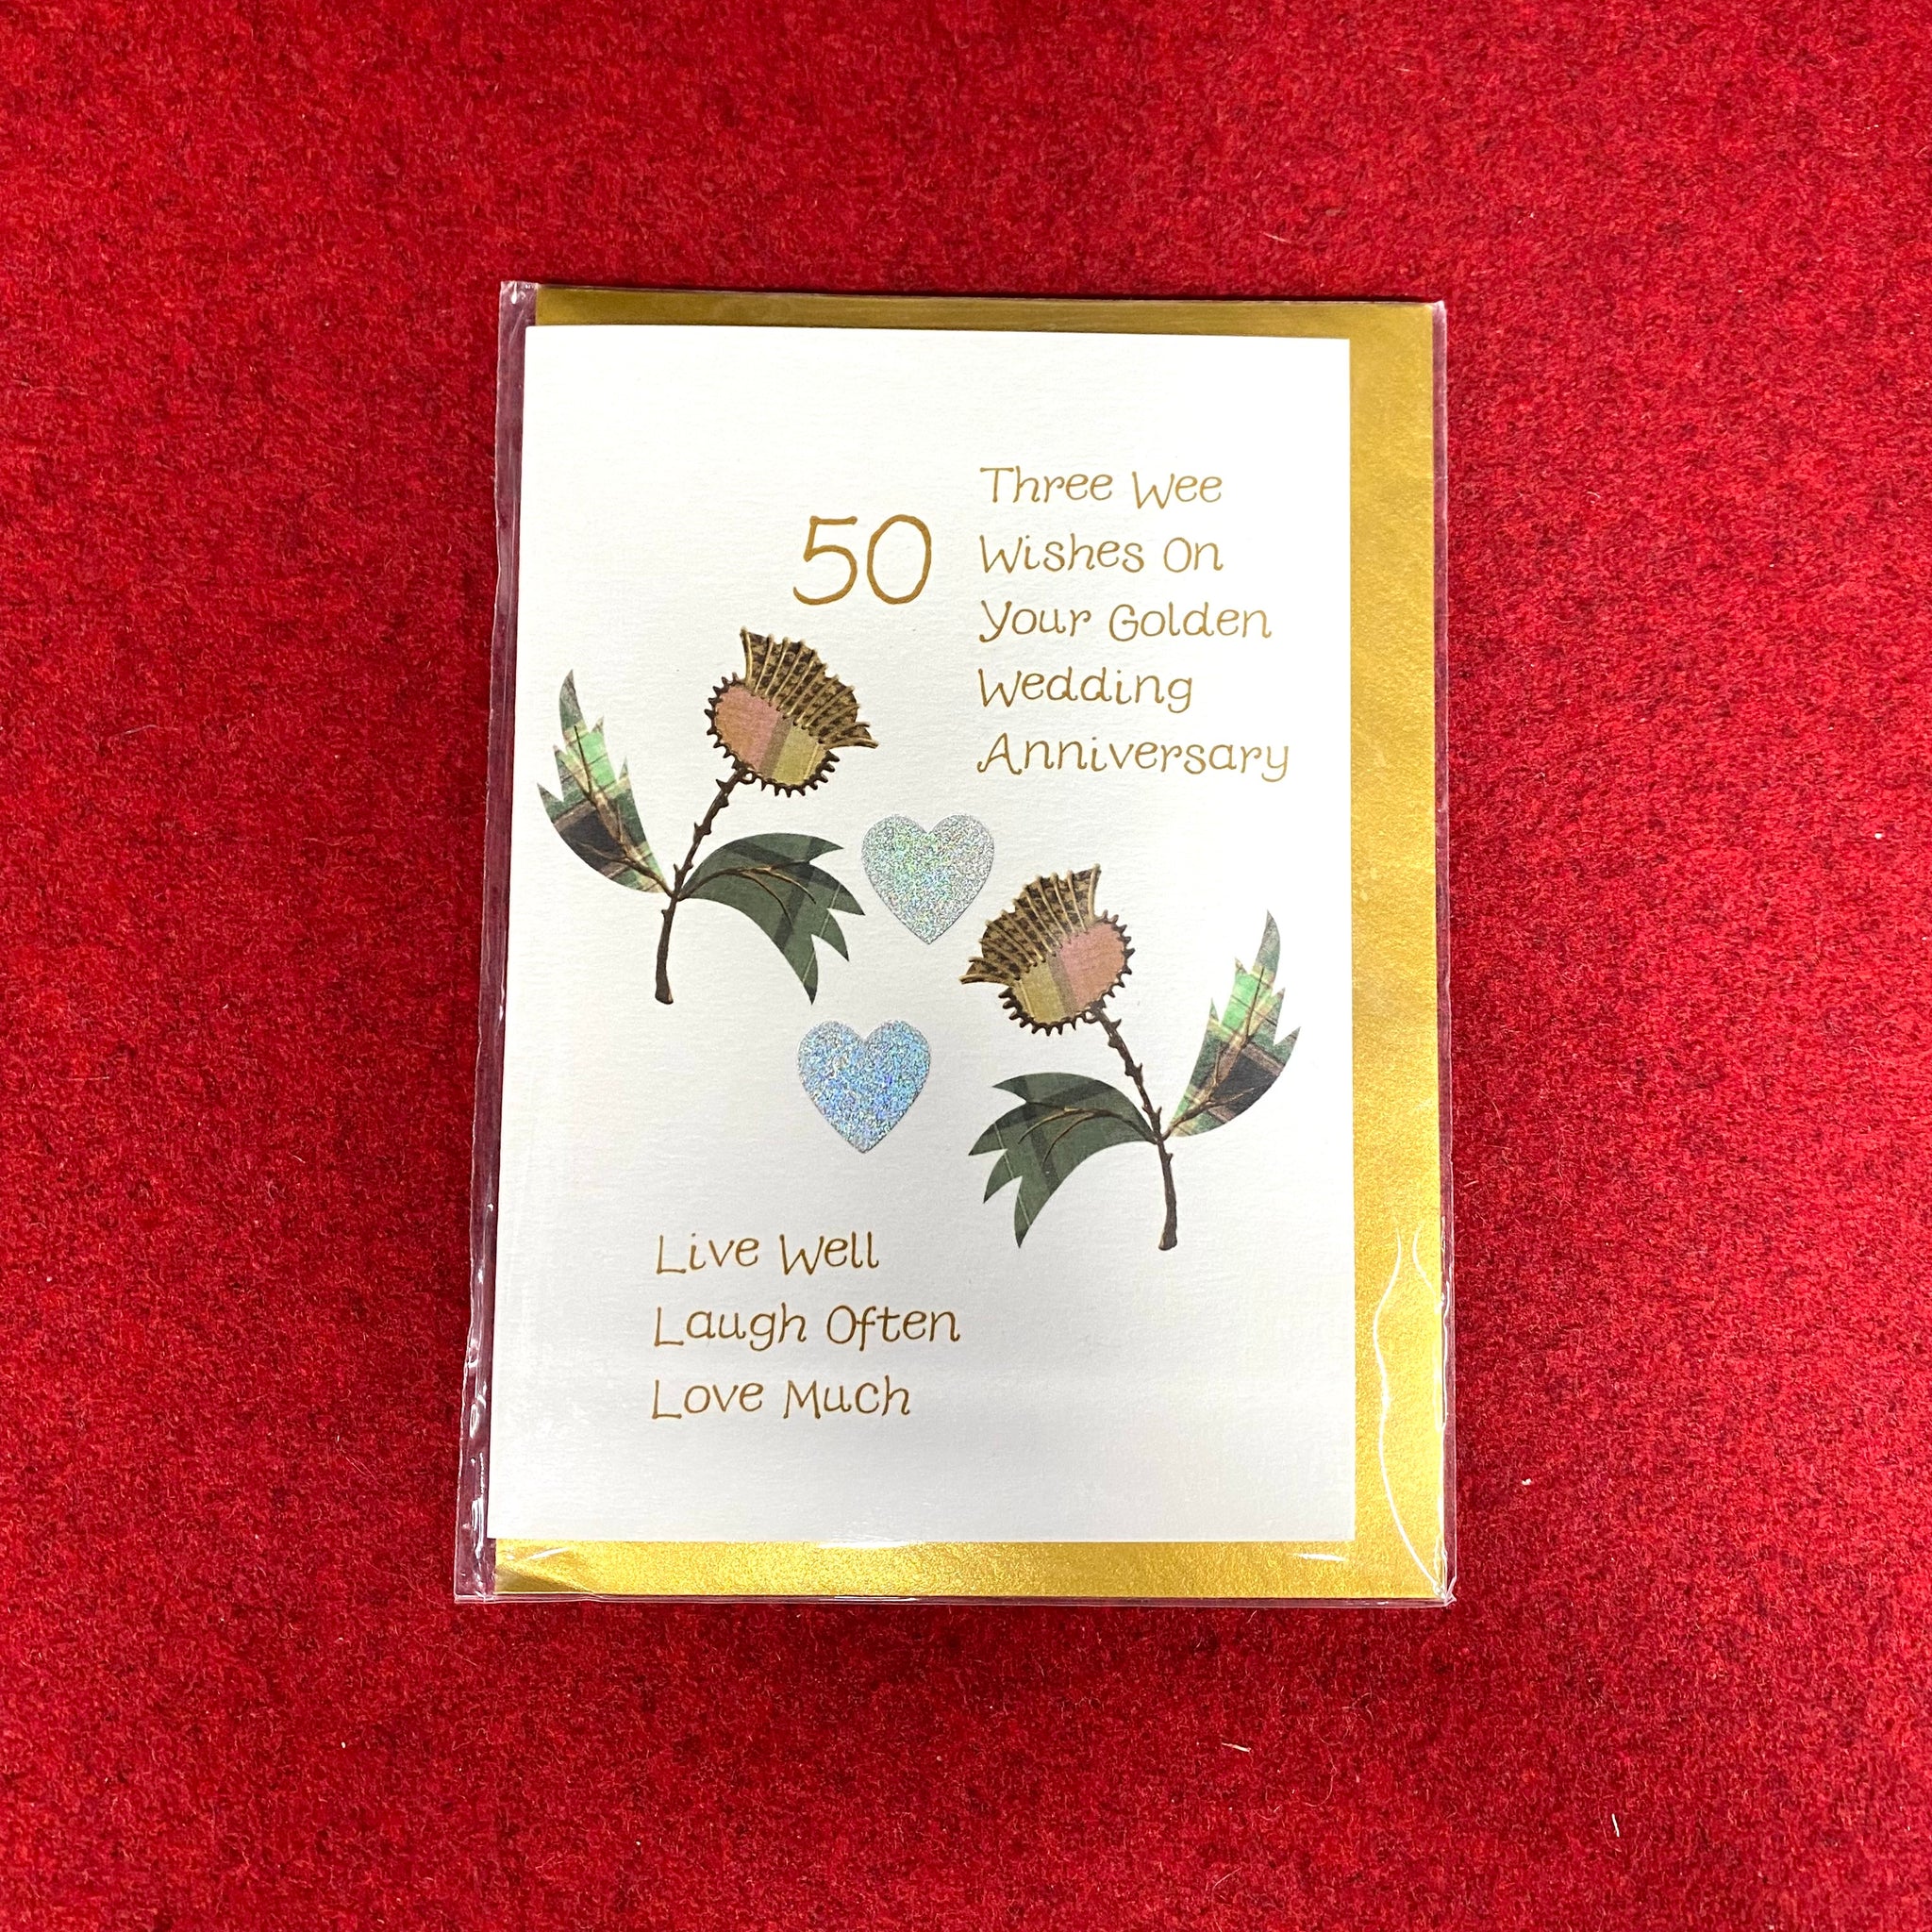 50
Three Wee
Wishes On
Your Golden
Wedding
Anniversary
Live Well
Laugh Often
Love Much